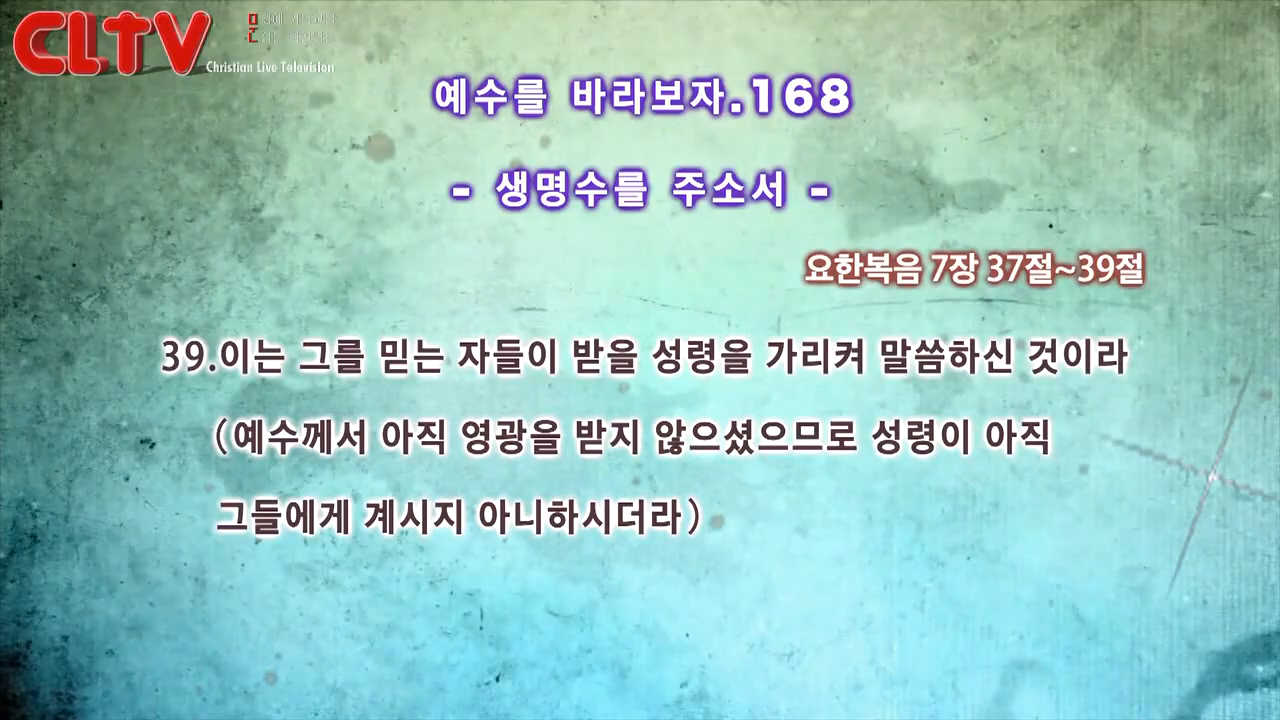 CLTV
Christian Live Television
예수를 바라보자.168
- 생명수를 주소서 -
요한복음 7장 37절~39절
39.이는 그를 믿는 자들이 받을 성령을 가리켜 말씀하신 것이라
(예수께서 아직 영광을 받지 않으셨으므로 성령이 아직
그들에게 계시지 아니하시더라)